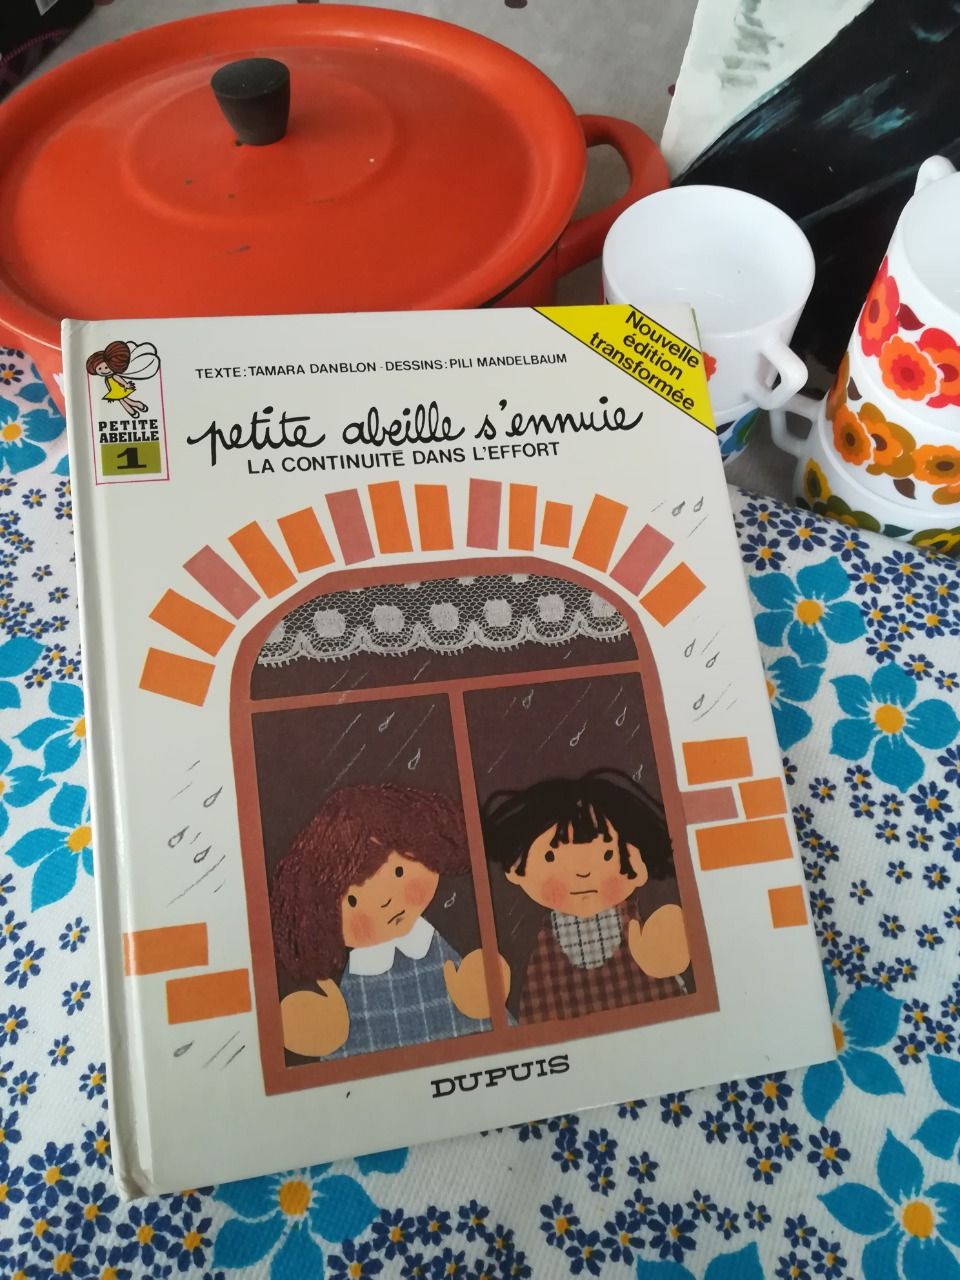 TEXTE: TAMARA DANBLON - DESSINS: PILI MANDELBAUM
Nouvelle
édition
transformée
PETITE
ABEILLE
1
petite abeille s'ennuie
LA CONTINUITÉ DANS L'EFFORT
DUPUIS